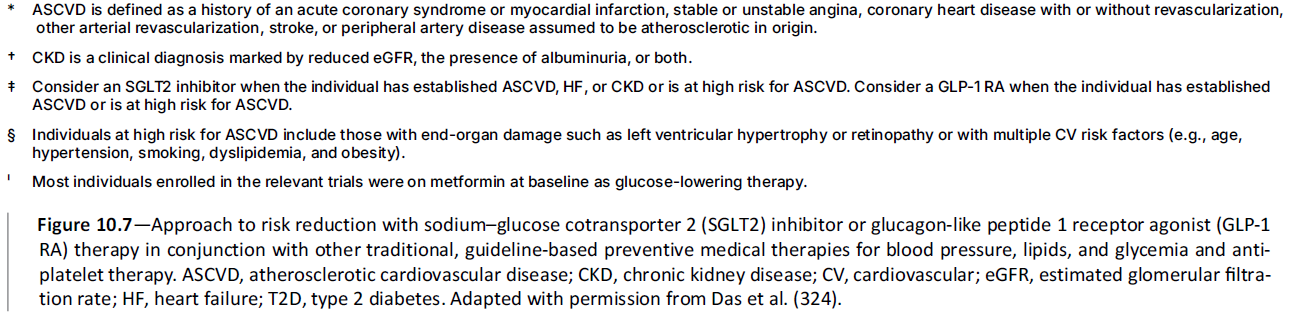 * ASCVD is defined as a history of an acute coronary syndrome or myocardial infarction, stable or unstable angina, coronary heart disease with or without revascularization,
other arterial revascularization, stroke, or peripheral artery disease assumed to be atherosclerotic in origin.
† CKD is a clinical diagnosis marked by reduced eGFR, the presence of albuminuria, or both.
‡ Consider an SGLT2 inhibitor when the individual has established ASCVD, HF, or CKD or is at high risk for ASCVD. Consider a GLP-1 RA when the individual has established
ASCVD or is at high risk for ASCVD.
§ Individuals at high risk for ASCVD include those with end-organ damage such as left ventricular hypertrophy or retinopathy or with multiple CV risk factors (e.g., age,
hypertension, smoking, dyslipidemia, and obesity).
ˡ Most individuals enrolled in the relevant trials were on metformin at baseline as glucose-lowering therapy.
Figure 10.7—Approach to risk reduction with sodium–glucose cotransporter 2 (SGLT2) inhibitor or glucagon-like peptide 1 receptor agonist (GLP-1
RA) therapy in conjunction with other traditional, guideline-based preventive medical therapies for blood pressure, lipids, and glycemia and anti-
platelet therapy. ASCVD, atherosclerotic cardiovascular disease; CKD, chronic kidney disease; CV, cardiovascular; eGFR, estimated glomerular filtra-
tion rate; HF, heart failure; T2D, type 2 diabetes. Adapted with permission from Das et al. (324).